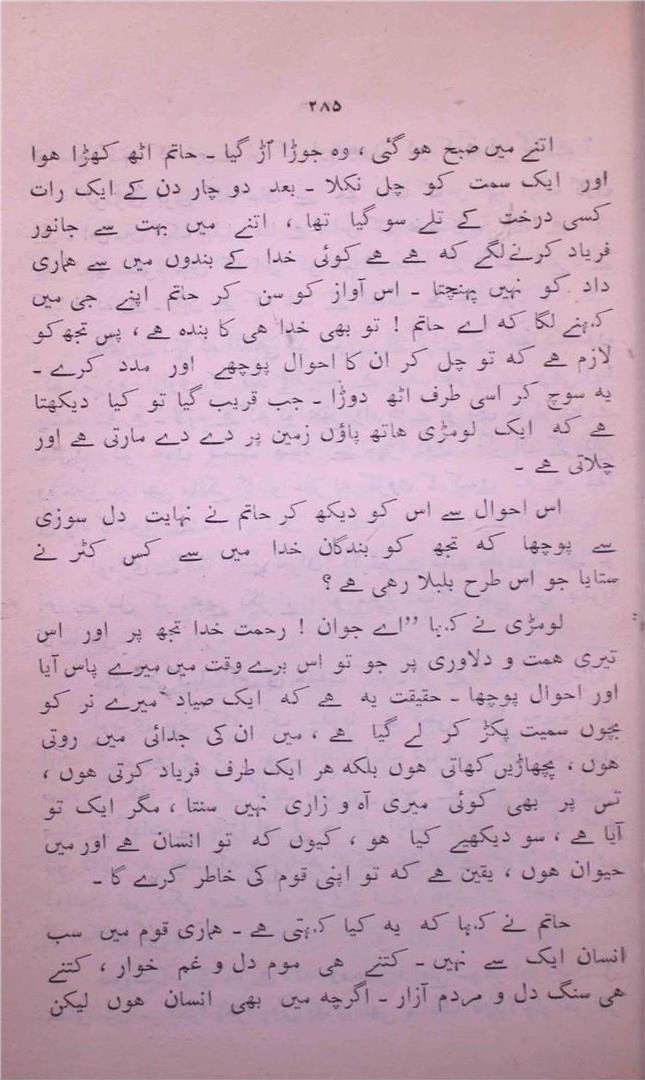 ۲۸۵
اتنے میں صبح ہو گئی ، وہ جوڑا اُڑ گیا ۔ حاتم اٹھ کھڑا ہوا
اور ایک سمت کو چل نکلا ۔ بعد دو چار دن کے ایک رات
کسی درخت کے تلے سو گیا تھا ، اتنے میں بہت سے جانور
فریاد کرنے لگے کہ ہے ہے کوئی خدا کے بندوں میں سے ہماری
داد کو نہیں پہنچتا ۔ اس آواز کو سن کر حاتم اپنے جی میں
کہنے لگا کہ اے حاتم ! تو بھی خدا ہی کا بندہ ہے ، پس تجھ کو
لازم ہے کہ تو چل کر ان کا احوال پوچھے اور مدد کرے ۔
یہ سوچ کر اسی طرف اٹھ دوڑا ۔ جب قریب گیا تو کیا دیکھتا
ہے کہ ایک لومڑی ہاتھ پاؤں زمین پر دے دے مارتی ہے اور
چلاتی ہے ۔
اس احوال سے اس کو دیکھ کر حاتم نے نہایت دل سوزی
سے پوچھا کہ تجھ کو بندگان خدا میں سے کس کٹر نے
ستایا جو اس طرح بلبلا رہی ہے ؟
لومڑی نے کہا ”اے جوان ! رحمت خدا تجھ پر اور اس
تیری ہمت و دلاوری پر جو تو اس برے وقت میں میرے پاس آیا
اور احوال پوچھا ۔ حقیقت یہ ہے کہ ایک صیاد میرے نر کو
بچوں سمیت پکڑ کر لے گیا ہے ، میں ان کی جدائی میں روتی
ہوں ، پچھاڑیں کھاتی ہوں بلکہ ہر ایک طرف فریاد کرتی ہوں ،
تس پر بھی کوئی میری آہ و زاری نہیں سنتا ، مگر ایک تو
آیا ہے ، سو دیکھیے کیا ہو ، کیوں کہ تو انسان ہے اور میں
حیوان ہوں ، یقین ہے کہ تو اپنی قوم کی خاطر کرے گا ۔
حاتم نے کہا کہ یہ کیا کہتی ہے ۔ ہماری قوم میں سب
انسان ایک سے نہیں ۔ کتنے ہی موم دل و غم خوار ، کتنے
ہی سنگ دل و مردم آزار ۔ اگرچہ میں بھی انسان ہوں لیکن